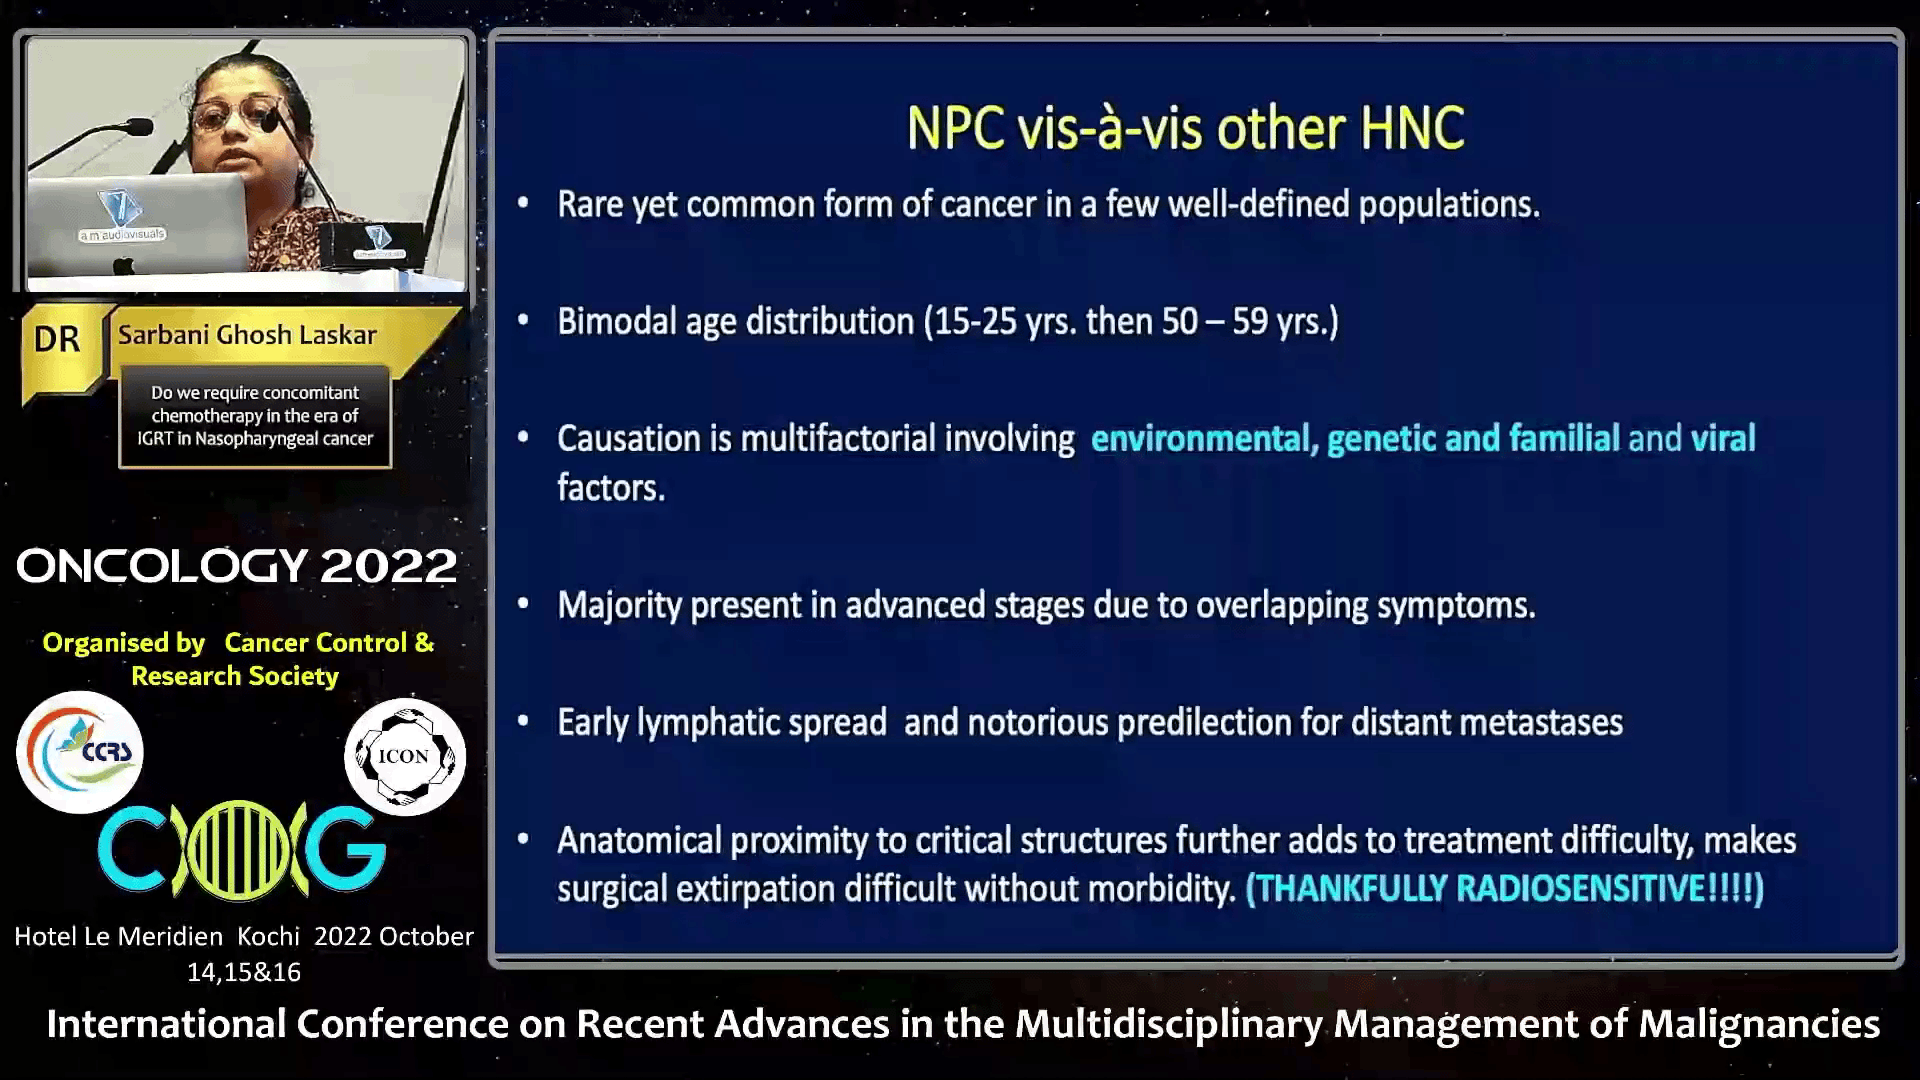 NPC vis-à-vis other HNC
• Rare yet common form of cancer in a few well-defined populations.
• Bimodal age distribution (15-25 yrs. then 50 – 59 yrs.)
• Causation is multifactorial involving environmental, genetic and familial and viral
factors.
• Majority present in advanced stages due to overlapping symptoms.
• Early lymphatic spread and notorious predilection for distant metastases
• Anatomical proximity to critical structures further adds to treatment difficulty, makes
surgical extirpation difficult without morbidity. (THANKFULLY RADIOSENSITIVE!!!!)
a m audiovisuals
DR Sarbani Ghosh Laskar
Do we require concomitant
chemotherapy in the era of
IGRT in Nasopharyngeal cancer
ONCOLOGY 2022
Organised by Cancer Control &
Research Society
CCRS
ICON
Hotel Le Meridien Kochi 2022 October
14,15&16
International Conference on Recent Advances in the Multidisciplinary Management of Malignancies